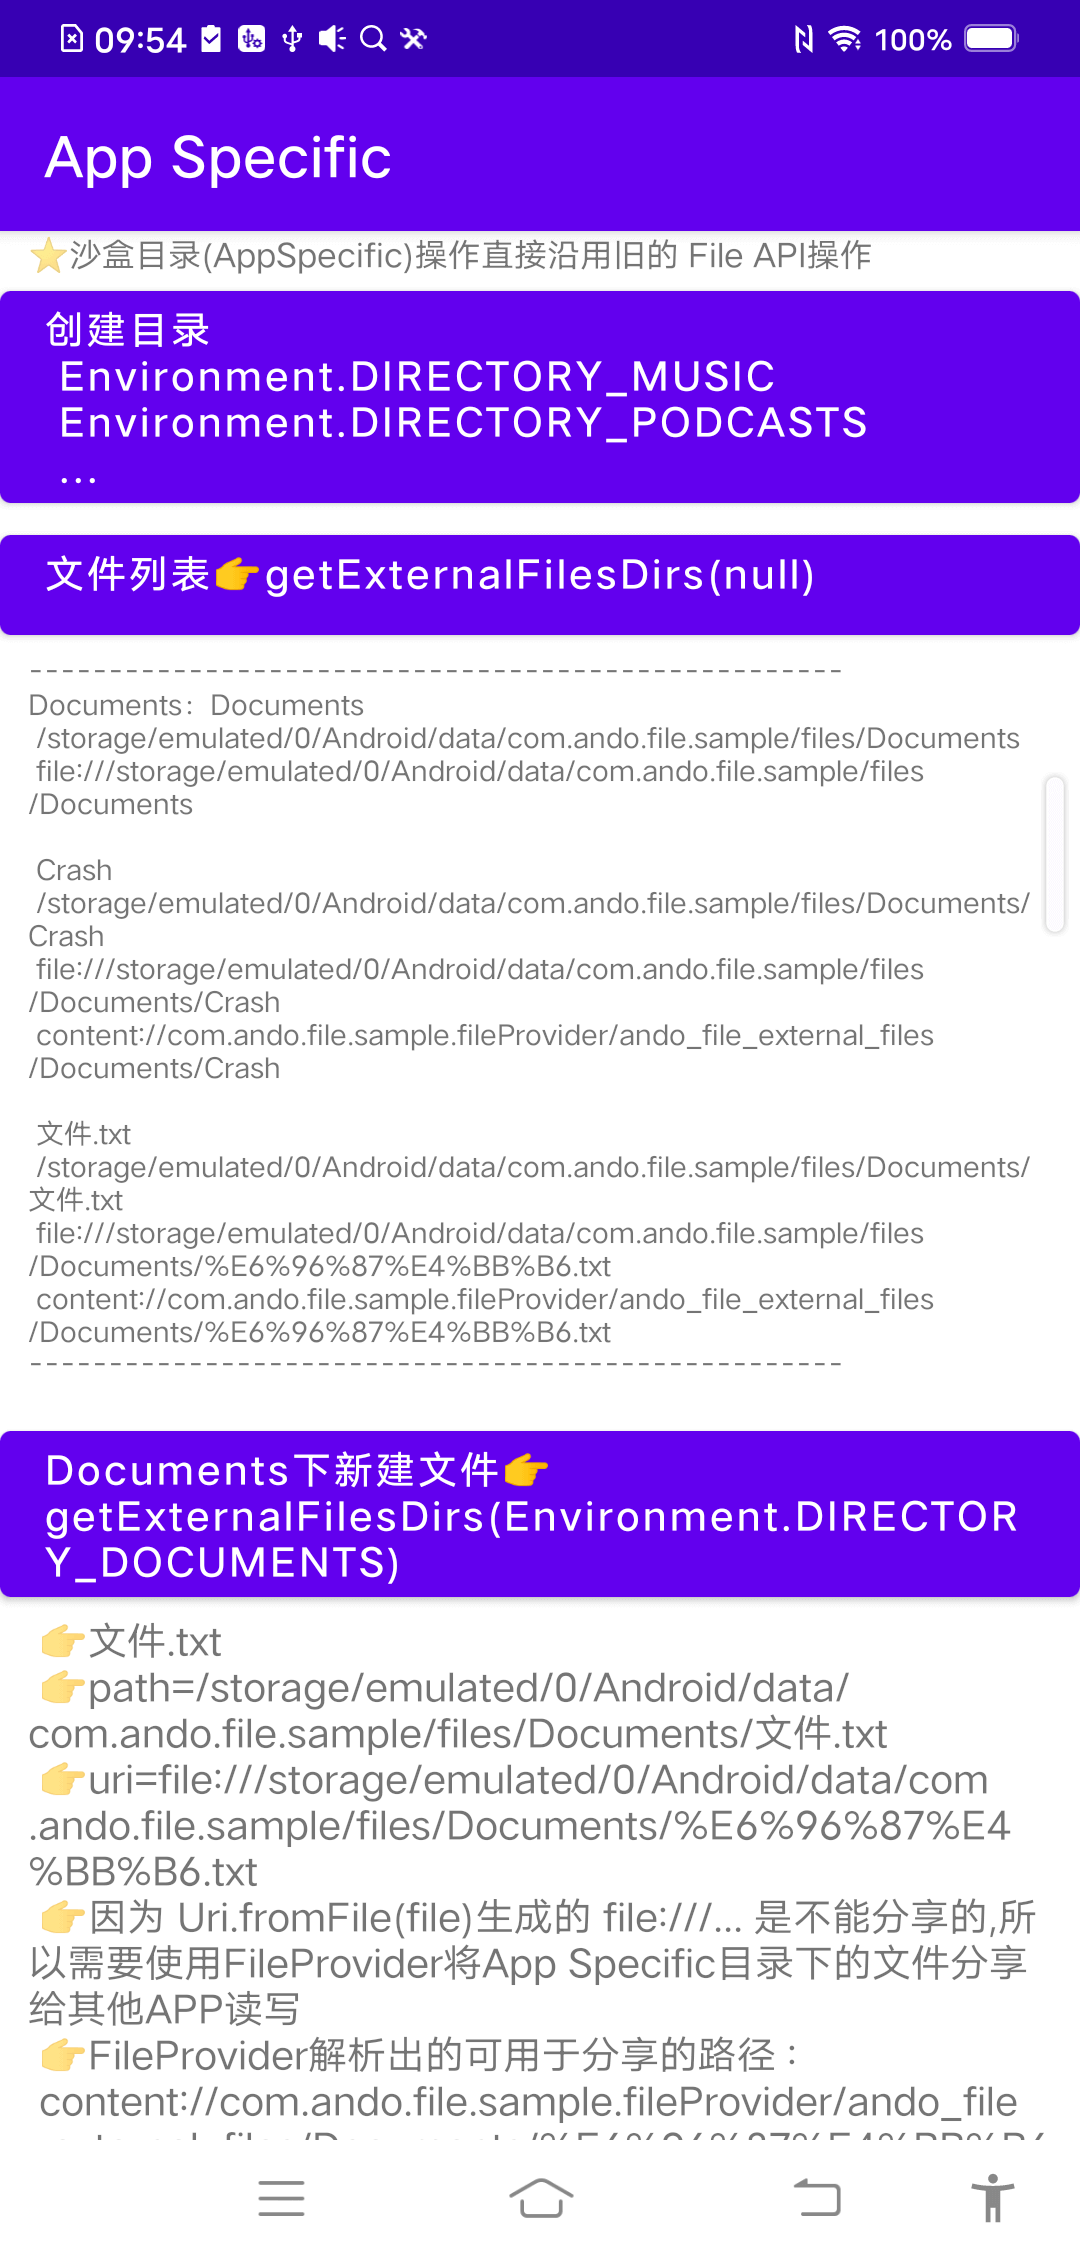 09:54
100%
App Specific
⭐沙盒目录(AppSpecific)操作直接沿用旧的 File API操作
创建目录
Environment.DIRECTORY_MUSIC
Environment.DIRECTORY_PODCASTS
...
文件列表👉getExternalFilesDirs(null)
-------------------------------------------------
Documents：Documents
/storage/emulated/0/Android/data/com.ando.file.sample/files/Documents
file:///storage/emulated/0/Android/data/com.ando.file.sample/files
/Documents
Crash
/storage/emulated/0/Android/data/com.ando.file.sample/files/Documents/
Crash
file:///storage/emulated/0/Android/data/com.ando.file.sample/files
/Documents/Crash
content://com.ando.file.sample.fileProvider/ando_file_external_files
/Documents/Crash
文件.txt
/storage/emulated/0/Android/data/com.ando.file.sample/files/Documents/
文件.txt
file:///storage/emulated/0/Android/data/com.ando.file.sample/files
/Documents/%E6%96%87%E4%BB%B6.txt
content://com.ando.file.sample.fileProvider/ando_file_external_files
/Documents/%E6%96%87%E4%BB%B6.txt
-------------------------------------------------
Documents下新建文件👉
getExternalFilesDirs(Environment.DIRECTOR
Y_DOCUMENTS)
👉文件.txt
👉path=/storage/emulated/0/Android/data/
com.ando.file.sample/files/Documents/文件.txt
👉uri=file:///storage/emulated/0/Android/data/com
.ando.file.sample/files/Documents/%E6%96%87%E4
%BB%B6.txt
👉因为 Uri.fromFile(file)生成的 file:///... 是不能分享的,所
以需要使用FileProvider将App Specific目录下的文件分享
给其他APP读写
👉FileProvider解析出的可用于分享的路径：
content://com.ando.file.sample.fileProvider/ando_file